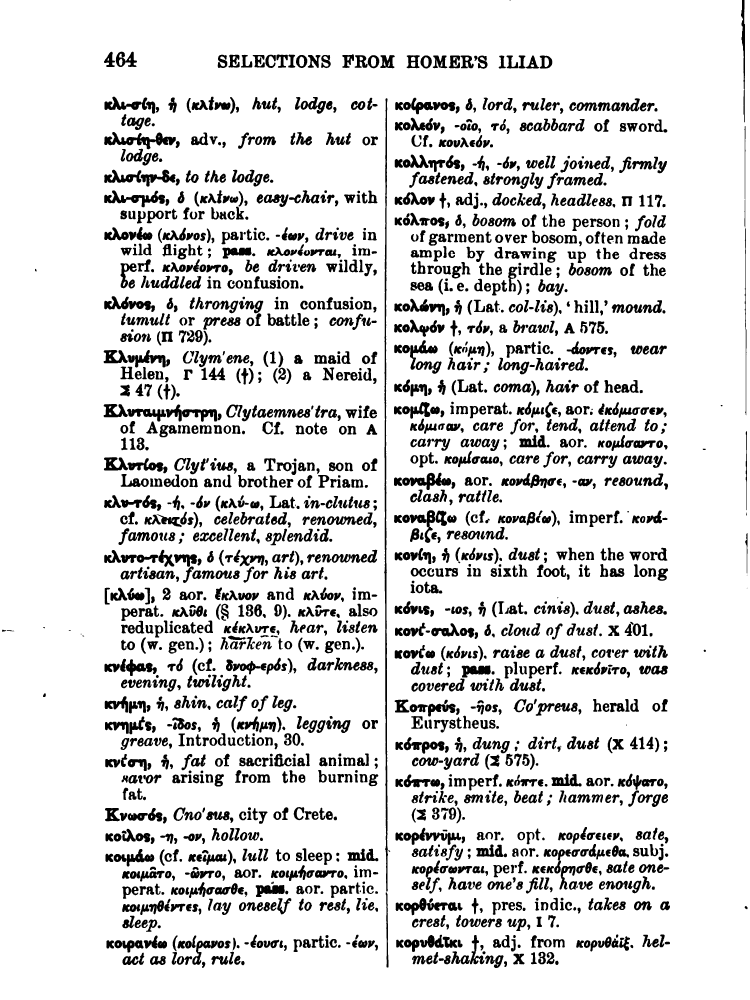 464 SELECTIONS FROM HOMER'S ILIAD
κλι-σίη, ἡ (κλίνω), hut, lodge, cot-
tage.
κλισίη-θεν, adv., from the hut or
lodge.
κλισίην-δε, to the lodge.
κλι-σμός, ὁ (κλίνω), easy-chair, with
support for back.
κλονέω (κλόνος), partic. -έων, drive in
wild flight; pass. κλονέονται, im-
perf. κλονέοντο, be driven wildly,
be huddled in confusion.
κλόνος, ὁ, thronging in confusion,
tumult or press of battle; confu-
sion (Π 729).
Κλυμένη, Clym'ene, (1) a maid of
Helen, Γ 144 (†); (2) a Nereid,
Σ 47 (†).
Κλυταιμνήστρη, Clytaemnes'tra, wife
of Agamemnon. Cf. note on A
113.
Κλυτίος, Clyt'ius, a Trojan, son of
Laomedon and brother of Priam.
κλυ-τός, -ή, -όν (κλύ-ω, Lat. in-clutus;
cf. κλειτός), celebrated, renowned,
famous; excellent, splendid.
κλυτο-τέχνης, ὁ (τέχνη, art), renowned
artisan, famous for his art.
[κλύω], 2 aor. ἔκλυον and κλύον, im-
perat. κλῦθι (§ 136, 9). κλῦτε, also
reduplicated κέκλυτε, hear, listen
to (w. gen.); harken to (w. gen.).
κνέφας, τό (cf. δνοφ-ερός), darkness,
evening, twilight.
κνήμη, ἡ, shin, calf of leg.
κνημίς, -ῖδος, ἡ (κνήμη). legging or
greave, Introduction, 30.
κνίση, ἡ, fat of sacrificial animal;
savor arising from the burning
fat.
Κνωσός, Cno'sus, city of Crete.
κοῖλος, -η, -ον, hollow.
κοιμάω (cf. κεῖμαι), lull to sleep: mid.
κοιμᾶτο, -ῶντο, aor. κοιμήσαντο, im-
perat. κοιμήσασθε, pass. aor. partic.
κοιμηθέντες, lay oneself to rest, lie,
sleep.
κοιρανέω (κοίρανος). -έουσι, partic. -έων,
act as lord, rule.
κοίρανος, ὁ, lord, ruler, commander.
κολεόν, -οῖο, τό, scabbard of sword.
Cf. κουλεόν.
κολλητός, -ή, -όν, well joined, firmly
fastened, strongly framed.
κόλον †, adj., docked, headless, Π 117.
κόλπος, ὁ, bosom of the person; fold
of garment over bosom, often made
ample by drawing up the dress
through the girdle; bosom of the
sea (i. e. depth); bay.
κολώνη, ἡ (Lat. col-lis), 'hill,' mound.
κολῳόν †, τόν, a brawl, A 575.
κομάω (κόμη), partic. -άοντες, wear
long hair; long-haired.
κόμη, ἡ (Lat. coma), hair of head.
κομίζω, imperat. κόμιζε, aor. ἐκόμισσεν,
κόμισαν, care for, tend, attend to;
carry away; mid. aor. κομίσαντο,
opt. κομίσαιο, care for, carry away.
κοναβέω, aor. κονάβησε, -αν, resound,
clash, rattle.
κοναβίζω (cf. κοναβέω), imperf. κονά-
βιζε, resound.
κονίη, ἡ (κόνις). dust; when the word
occurs in sixth foot, it has long
iota.
κόνις, -ιος, ἡ (Lat. cinis). dust, ashes.
κονί-σαλος, ὁ. cloud of dust. Χ 401.
κονίω (κόνις). raise a dust, cover with
dust; pass. pluperf. κεκόνῑτο, was
covered with dust.
Κοπρεύς, -ῆος, Co'preus, herald of
Eurystheus.
κόπρος, ἡ, dung; dirt, dust (Χ 414);
cow-yard (Σ 575).
κόπτω, imperf. κόπτε. mid. aor. κόψατο,
strike, smite, beat; hammer, forge
(Σ 379).
κορέννῡμι, aor. opt. κορέσειεν, sate,
satisfy; mid. aor. κορεσσάμεθα, subj.
κορέσωνται, perf. κεκόρησθε, sate one-
self, have one's fill, have enough.
κορθύεται †, pres. indic., takes on a
crest, towers up, I 7.
κορυθάϊκι †, adj. from κορυθάϊξ, hel-
met-shaking, Χ 132.